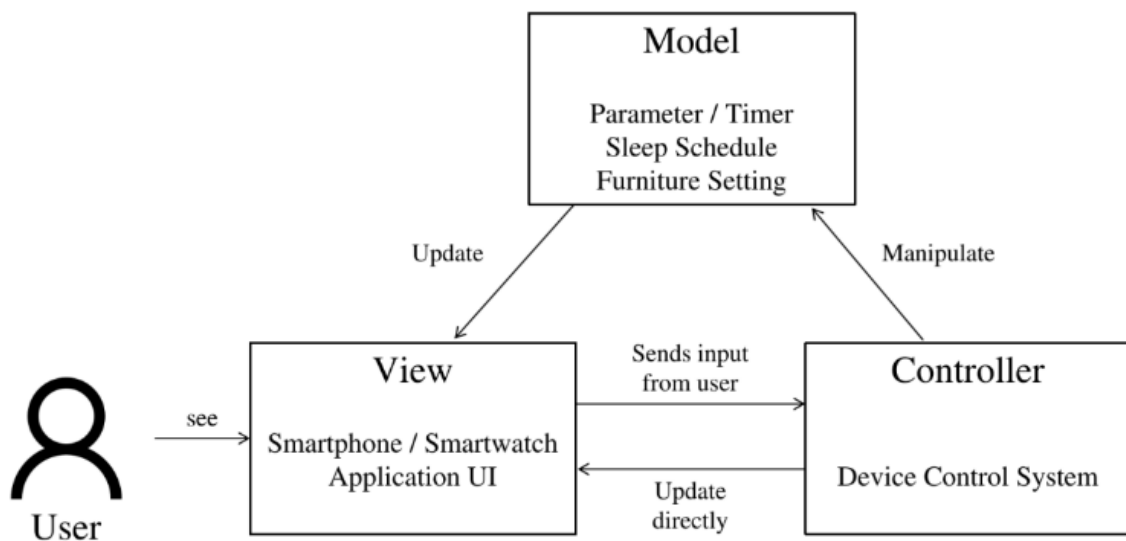 Model
Parameter / Timer
Sleep Schedule
Furniture Setting
Update
Manipulate
View
Smartphone / Smartwatch
Application UI
Sends input
from user
Controller
Device Control System
see
Update
directly
User